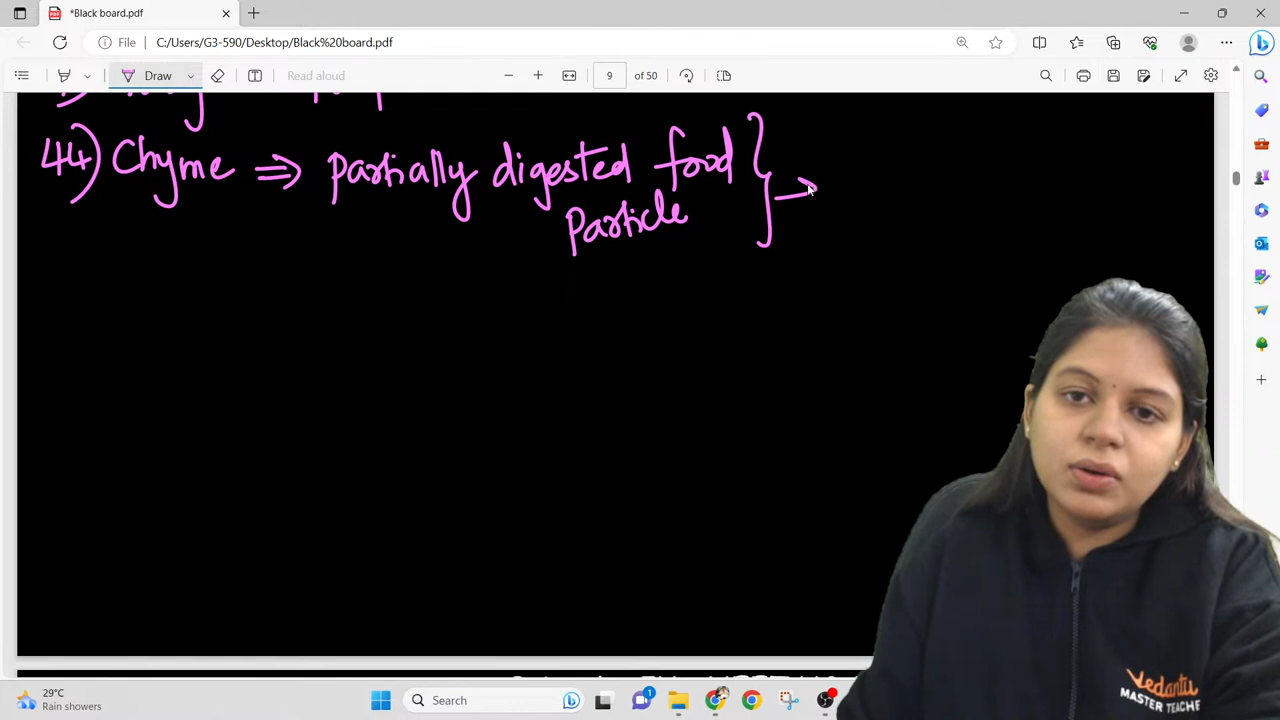 *Black board.pdf
File C:/Users/G3-590/Desktop/Black%20board.pdf
Draw Read aloud 9 of 50
44) Chyme ⇒ partially digested food
particle
Vedantu
MASTER TEACHE
29°C
Rain showers
Search
1